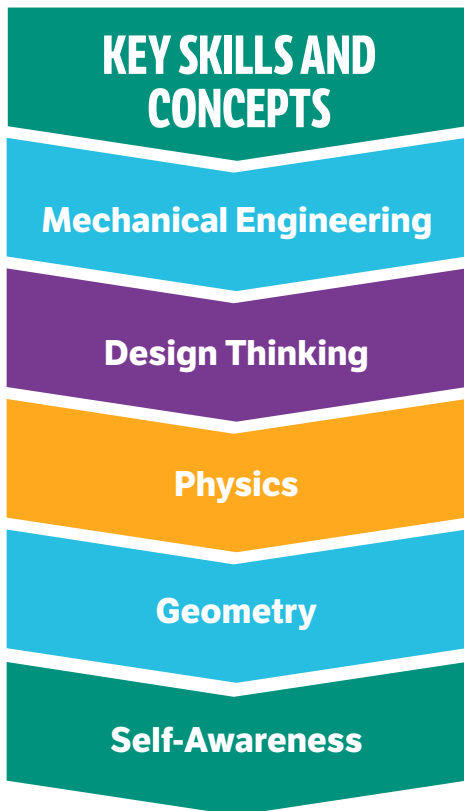 KEY SKILLS AND
CONCEPTS
Mechanical Engineering
Design Thinking
Physics
Geometry
Self-Awareness